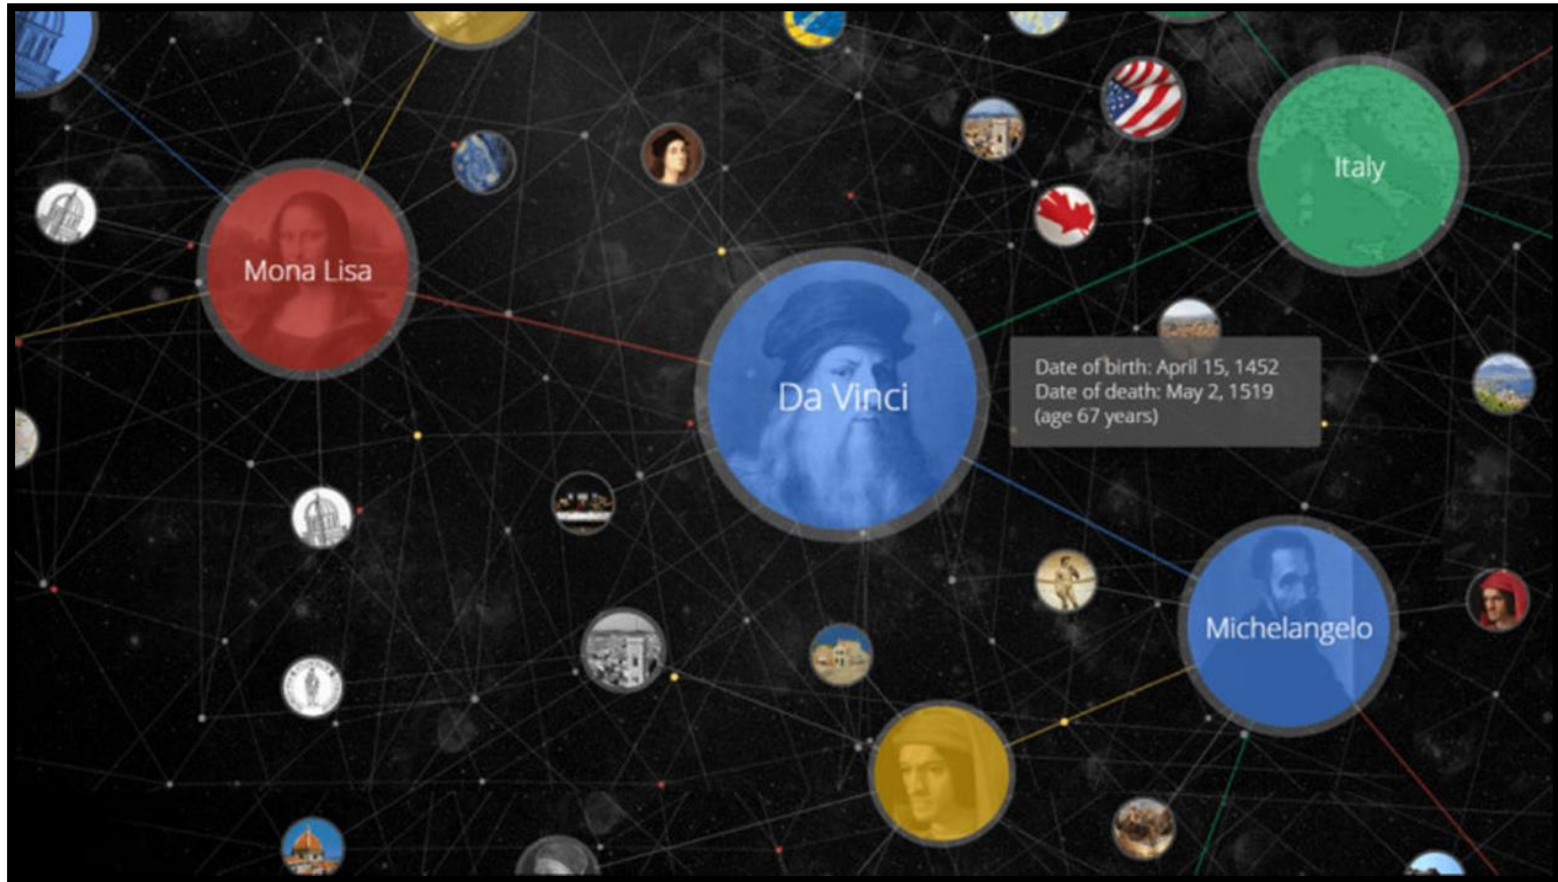 Italy
Mona Lisa
Da Vinci
Date of birth: April 15, 1452
Date of death: May 2, 1519
(age 67 years)
Michelangelo